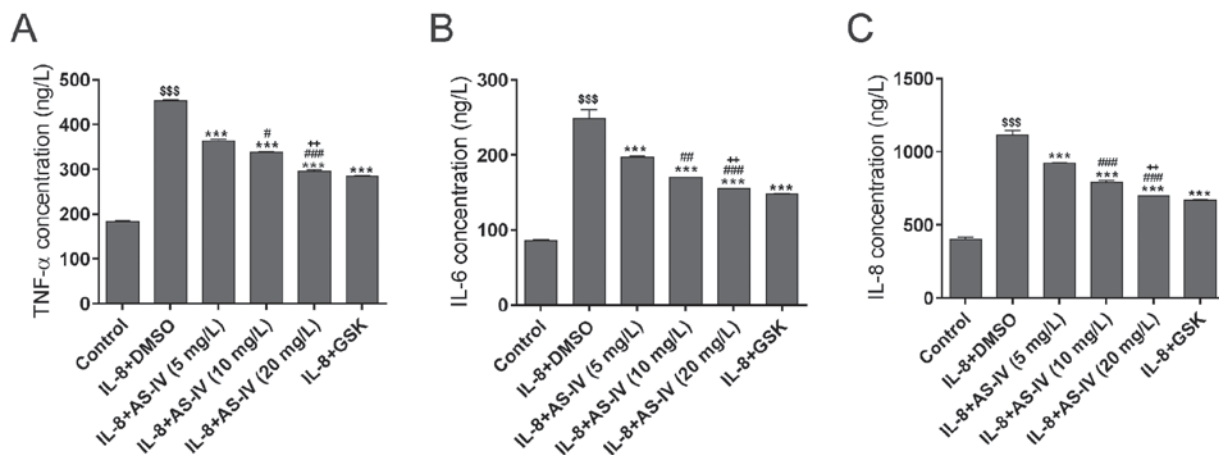 A
TNF-α concentration (ng/L)
500
400
300
200
100
0
$$$
***
#
***
++
###
***
***
Control
IL-8+DMSO
IL-8+AS-IV (5 mg/L)
IL-8+AS-IV (10 mg/L)
IL-8+AS-IV (20 mg/L)
IL-8+GSK
B
IL-6 concentration (ng/L)
300
200
100
0
$$$
***
##
***
++
###
***
***
Control
IL-8+DMSO
IL-8+AS-IV (5 mg/L)
IL-8+AS-IV (10 mg/L)
IL-8+AS-IV (20 mg/L)
IL-8+GSK
C
IL-8 concentration (ng/L)
1500
1000
500
0
$$$
***
###
***
++
###
***
***
Control
IL-8+DMSO
IL-8+AS-IV (5 mg/L)
IL-8+AS-IV (10 mg/L)
IL-8+AS-IV (20 mg/L)
IL-8+GSK